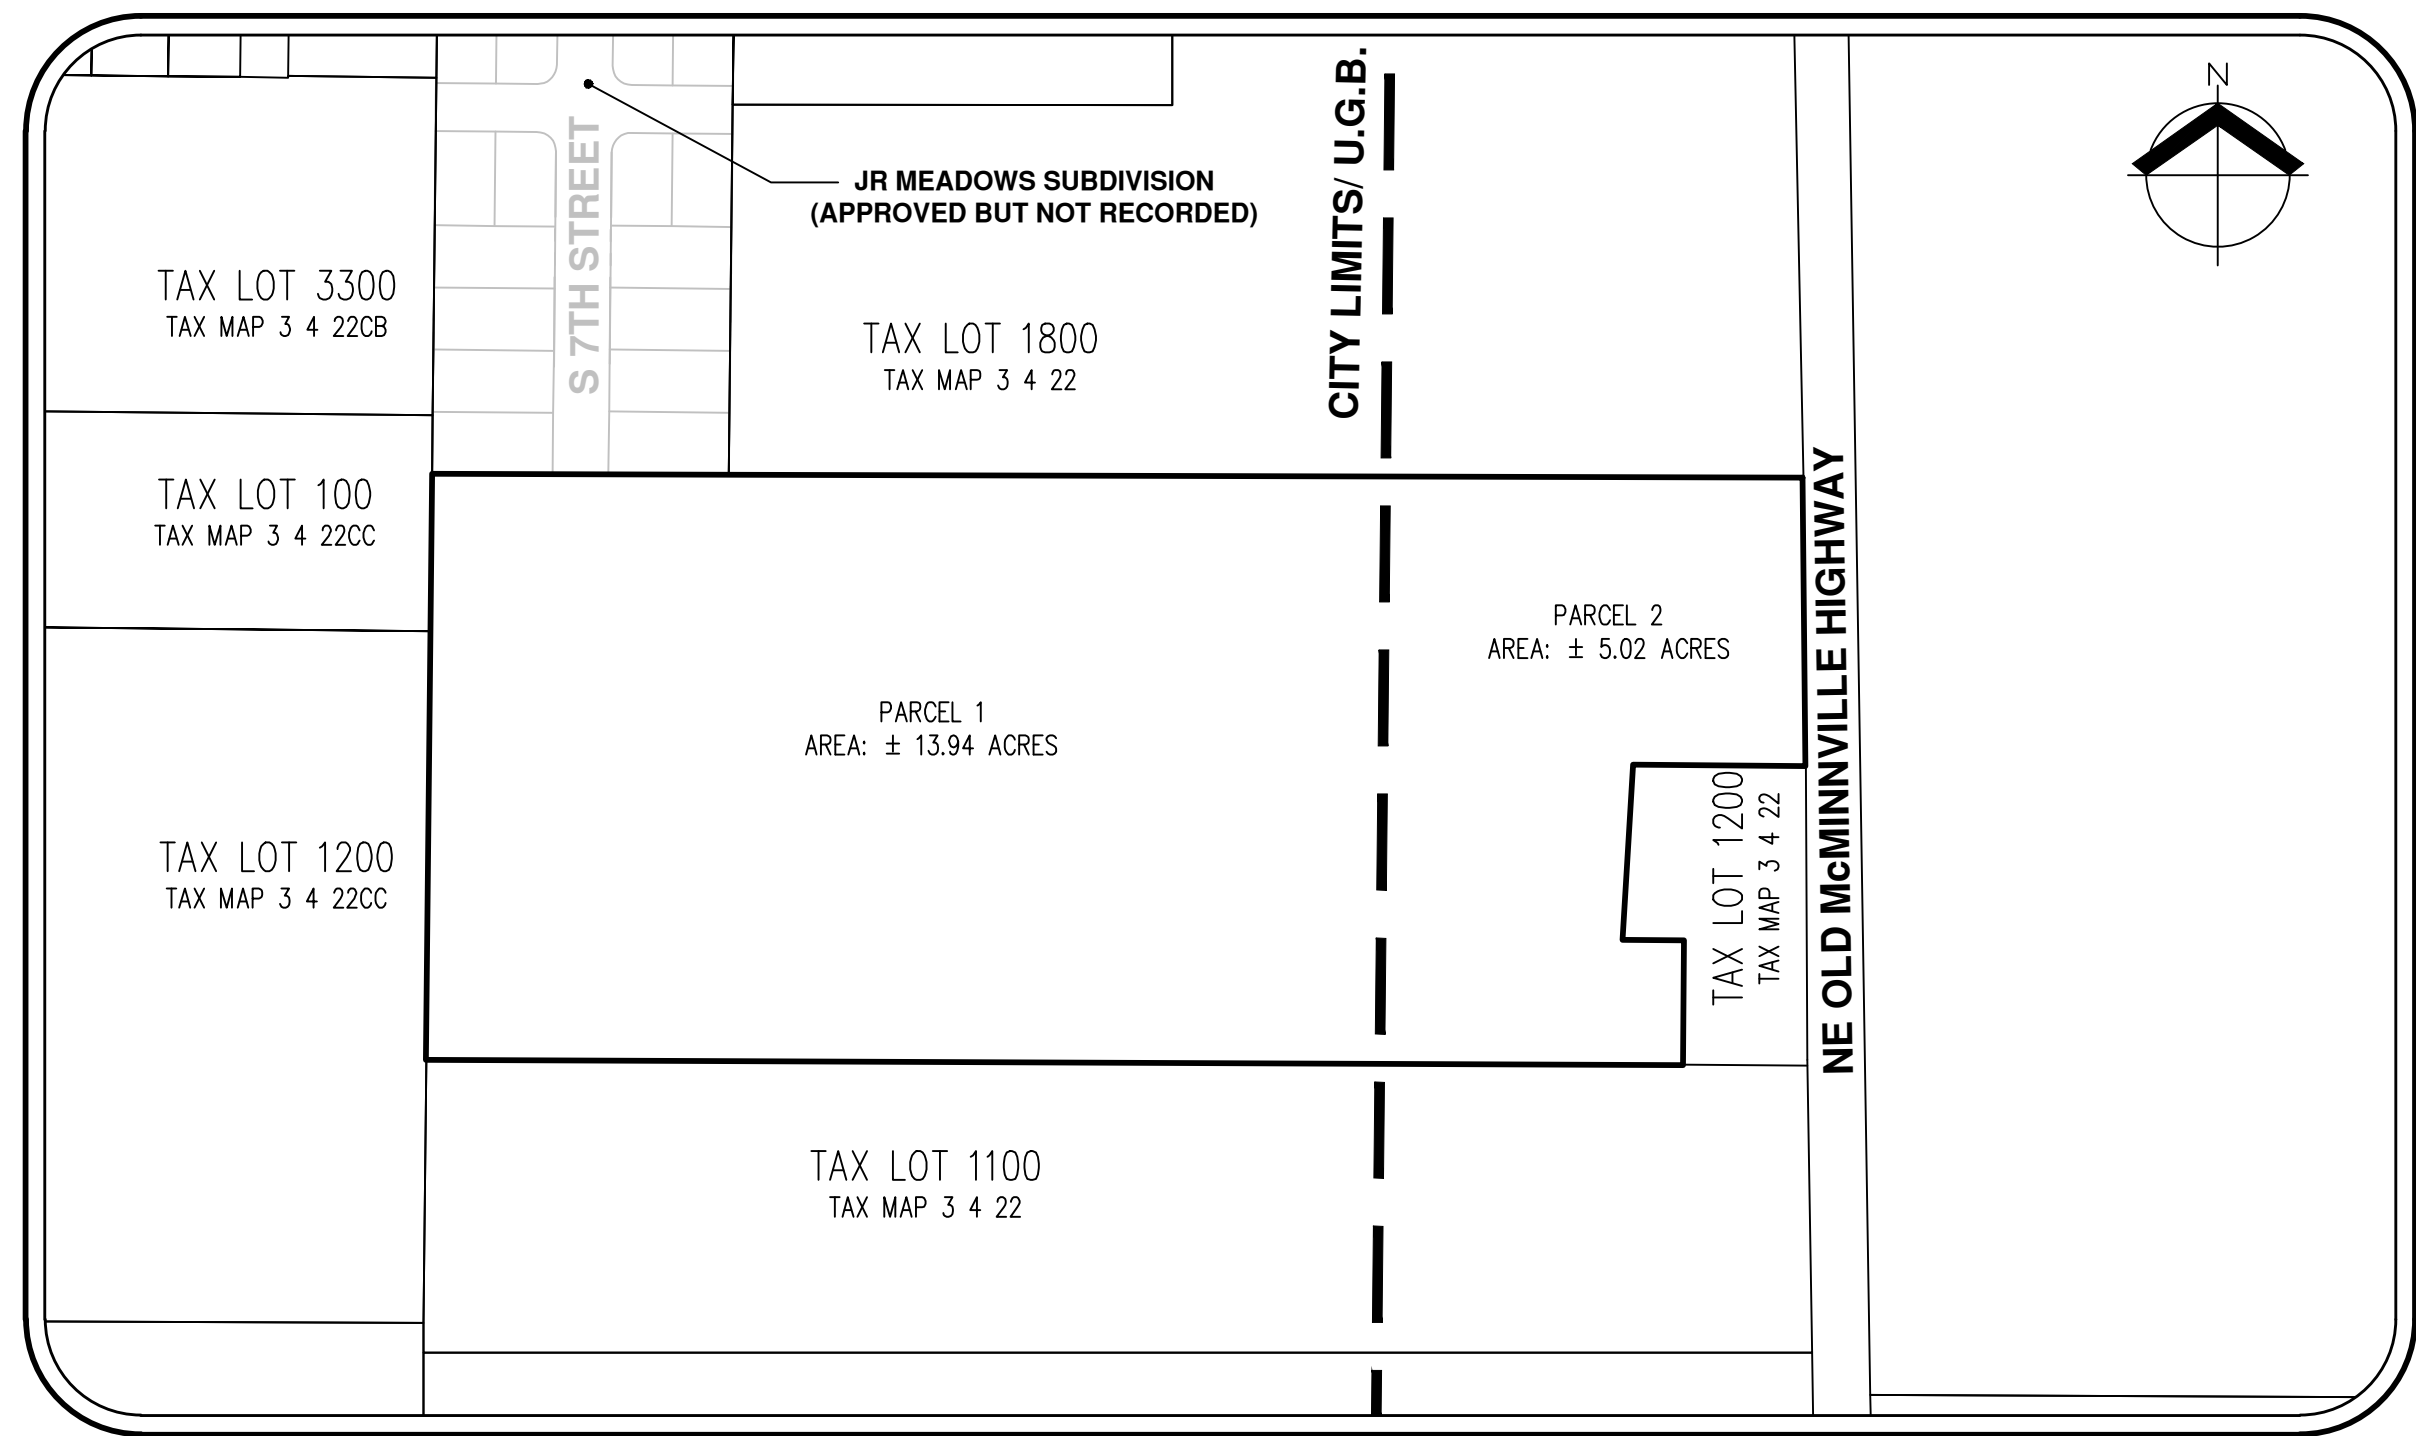 N
CITY LIMITS/ U.G.B.
JR MEADOWS SUBDIVISION
(APPROVED BUT NOT RECORDED)
S 7TH STREET
TAX LOT 3300
TAX MAP 3 4 22CB
TAX LOT 1800
TAX MAP 3 4 22
TAX LOT 100
TAX MAP 3 4 22CC
NE OLD McMINNVILLE HIGHWAY
PARCEL 2
AREA: ± 5.02 ACRES
PARCEL 1
AREA: ± 13.94 ACRES
TAX LOT 1200
TAX MAP 3 4 22
TAX LOT 1200
TAX MAP 3 4 22CC
TAX LOT 1100
TAX MAP 3 4 22